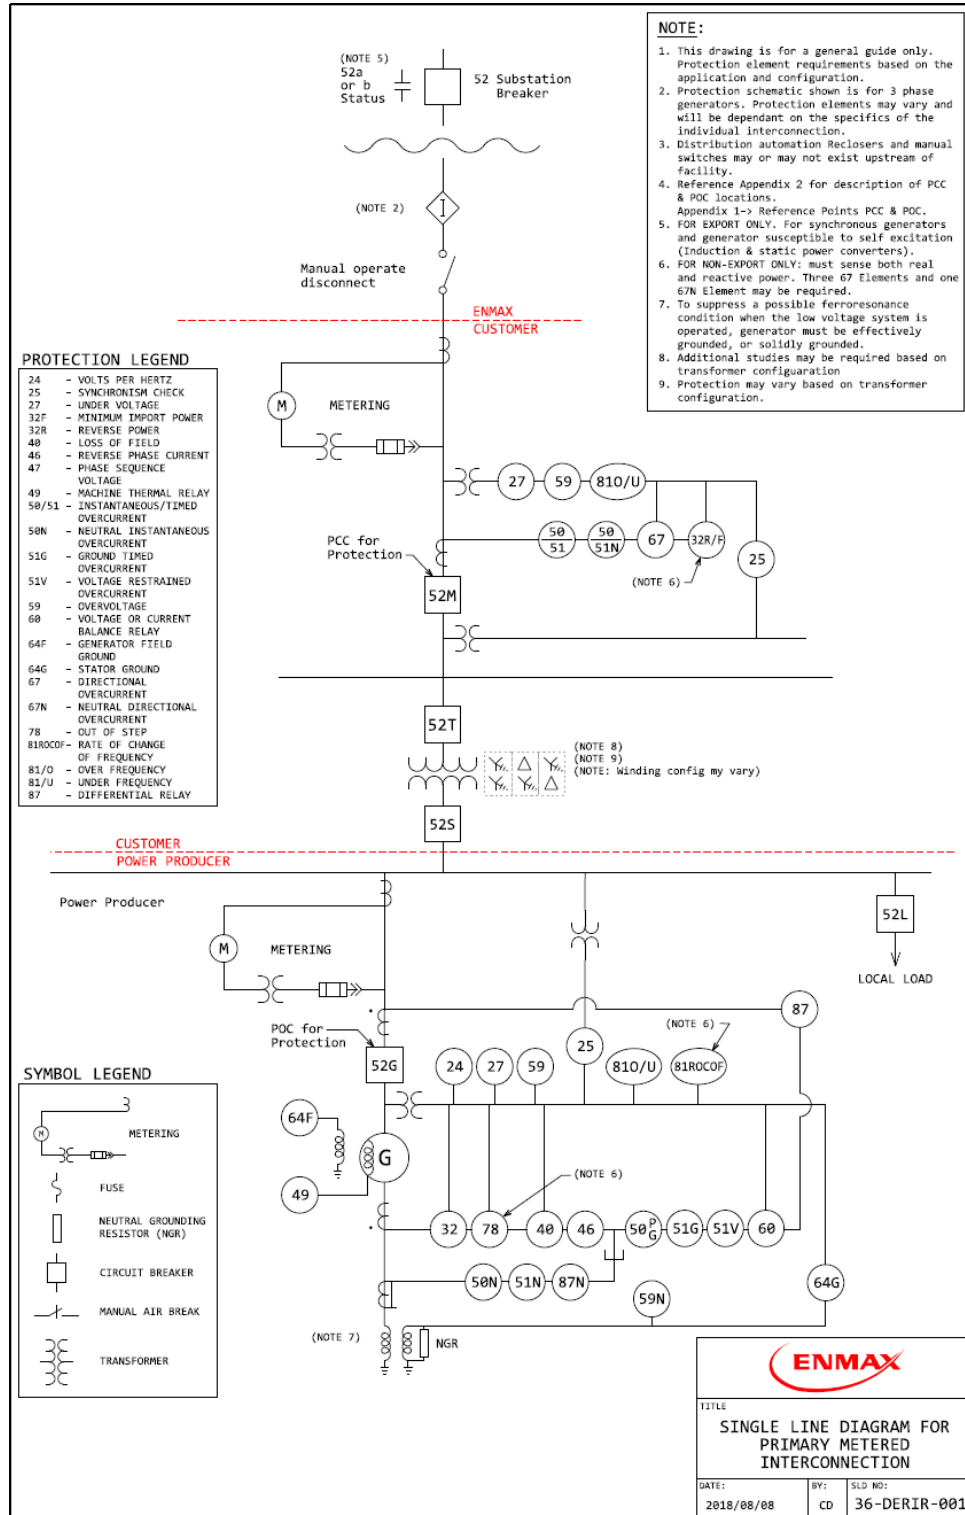 (NOTE 5)
52a
or b
Status
52 Substation
Breaker
(NOTE 2)
I
Manual operate
disconnect
ENMAX
CUSTOMER
NOTE:
1. This drawing is for a general guide only.
Protection element requirements based on the
application and configuration.
2. Protection schematic shown is for 3 phase
generators. Protection elements may vary and
will be dependant on the specifics of the
individual interconnection.
3. Distribution automation Reclosers and manual
switches may or may not exist upstream of
facility.
4. Reference Appendix 2 for description of PCC
& POC locations.
Appendix 1-> Reference Points PCC & POC.
5. FOR EXPORT ONLY. For synchronous generators
and generator susceptible to self excitation
(Induction & static power converters).
6. FOR NON-EXPORT ONLY: must sense both real
and reactive power. Three 67 Elements and one
67N Element may be required.
7. To suppress a possible ferroresonance
condition when the low voltage system is
operated, generator must be effectively
grounded, or solidly grounded.
8. Additional studies may be required based on
transformer configuaration
9. Protection may vary based on transformer
configuration.
PROTECTION LEGEND
24 - VOLTS PER HERTZ
25 - SYNCHRONISM CHECK
27 - UNDER VOLTAGE
32F - MINIMUM IMPORT POWER
32R - REVERSE POWER
40 - LOSS OF FIELD
46 - REVERSE PHASE CURRENT
47 - PHASE SEQUENCE
VOLTAGE
49 - MACHINE THERMAL RELAY
50/51 - INSTANTANEOUS/TIMED
OVERCURRENT
50N - NEUTRAL INSTANTANEOUS
OVERCURRENT
51G - GROUND TIMED
OVERCURRENT
51V - VOLTAGE RESTRAINED
OVERCURRENT
59 - OVERVOLTAGE
60 - VOLTAGE OR CURRENT
BALANCE RELAY
64F - GENERATOR FIELD
GROUND
64G - STATOR GROUND
67 - DIRECTIONAL
OVERCURRENT
67N - NEUTRAL DIRECTIONAL
OVERCURRENT
78 - OUT OF STEP
81ROCOF- RATE OF CHANGE
OF FREQUENCY
81/O - OVER FREQUENCY
81/U - UNDER FREQUENCY
87 - DIFFERENTIAL RELAY
M
METERING
27
59
81O/U
PCC for
Protection
50
51
50
51N
67
32R/F
(NOTE 6)
25
52M
52T
(NOTE 8)
(NOTE 9)
(NOTE: Winding config my vary)
52S
CUSTOMER
POWER PRODUCER
Power Producer
M
METERING
52L
LOCAL LOAD
87
POC for
Protection
52G
(NOTE 6)
24
27
59
25
81O/U
81ROCOF
64F
G
49
(NOTE 6)
32
78
40
46
50 P
G
51G
51V
60
50N
51N
87N
59N
64G
(NOTE 7)
NGR
SYMBOL LEGEND
M
METERING
FUSE
NEUTRAL GROUNDING
RESISTOR (NGR)
CIRCUIT BREAKER
MANUAL AIR BREAK
TRANSFORMER
ENMAX
TITLE
SINGLE LINE DIAGRAM FOR
PRIMARY METERED
INTERCONNECTION
DATE:
2018/08/08
BY:
CD
SLD NO:
36-DERIR-001